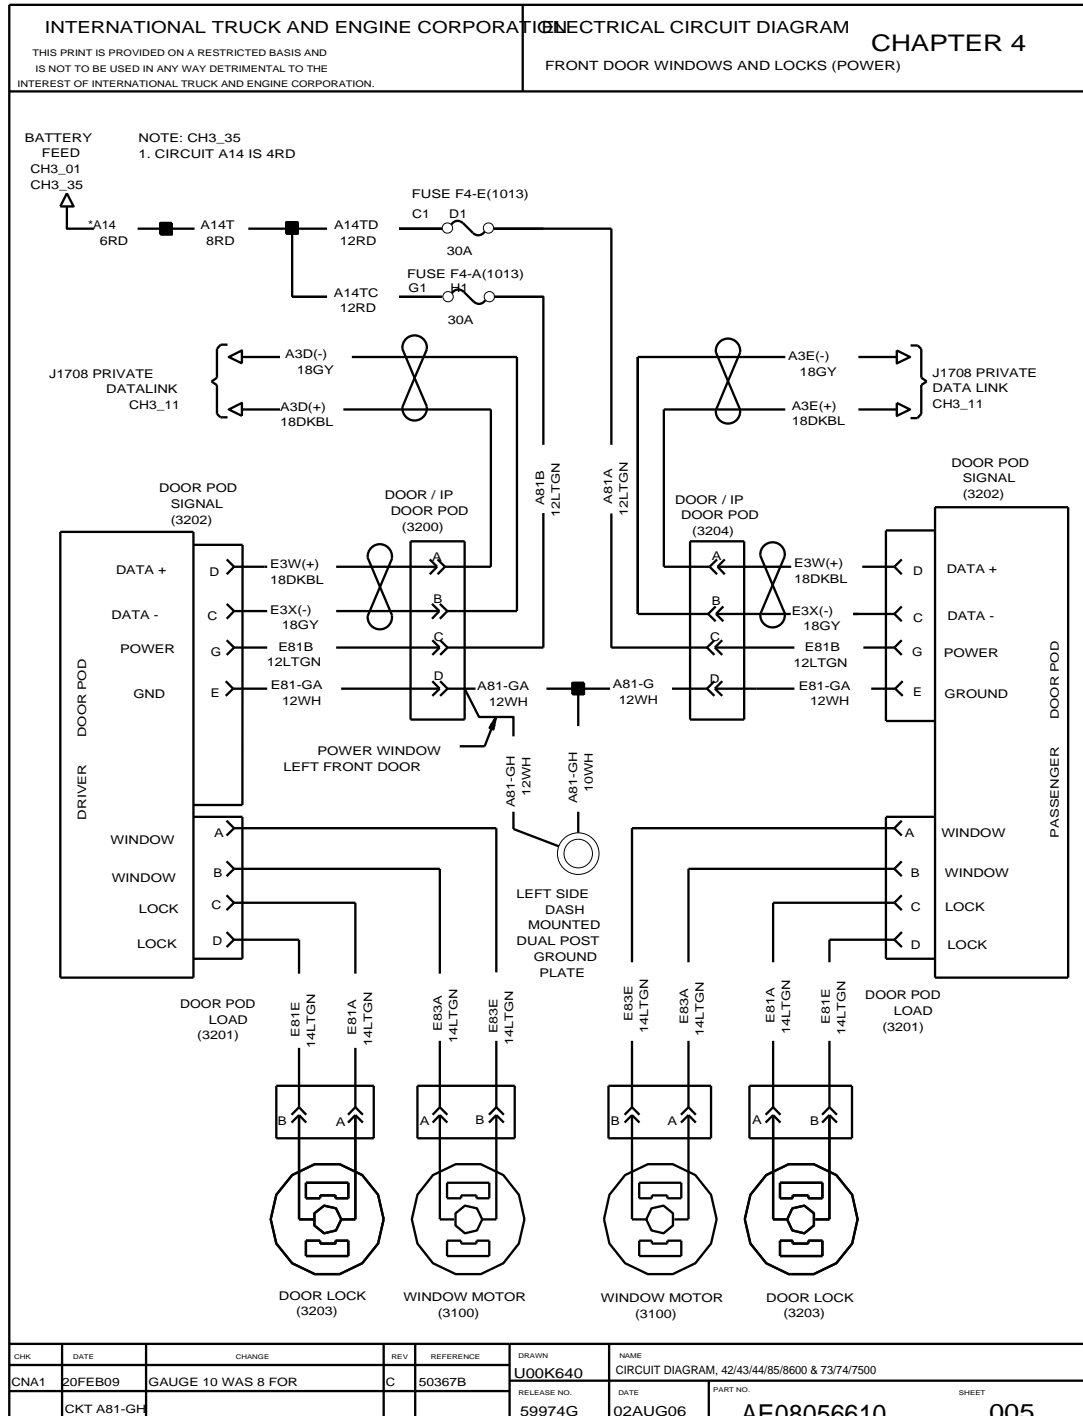 INTERNATIONAL TRUCK AND ENGINE CORPORATION
THIS PRINT IS PROVIDED ON A RESTRICTED BASIS AND
IS NOT TO BE USED IN ANY WAY DETRIMENTAL TO THE
INTEREST OF INTERNATIONAL TRUCK AND ENGINE CORPORATION.
ELECTRICAL CIRCUIT DIAGRAM
CHAPTER 4
FRONT DOOR WINDOWS AND LOCKS (POWER)
BATTERY
FEED
CH3_01
CH3_35
NOTE: CH3_35
1. CIRCUIT A14 IS 4RD
*A14
6RD
A14T
8RD
A14TD
12RD
FUSE F4-E(1013)
C1 D1
30A
A14TC
12RD
FUSE F4-A(1013)
G1 H1
30A
J1708 PRIVATE
DATALINK
CH3_11
A3D(-)
18GY
A3D(+)
18DKBL
A3E(-)
18GY
A3E(+)
18DKBL
J1708 PRIVATE
DATA LINK
CH3_11
A81B
12LTGN
A81A
12LTGN
DOOR POD
SIGNAL
(3202)
DOOR / IP
DOOR POD
(3200)
DOOR / IP
DOOR POD
(3204)
DOOR POD
SIGNAL
(3202)
DATA +
D
E3W(+)
18DKBL
A
A
E3W(+)
18DKBL
D
DATA +
DATA -
C
E3X(-)
18GY
B
B
E3X(-)
18GY
C
DATA -
POWER
G
E81B
12LTGN
C
C
E81B
12LTGN
G
POWER
GND
E
E81-GA
12WH
D
A81-GA
12WH
A81-G
12WH
D
E81-GA
12WH
E
GROUND
DRIVER DOOR POD
PASSENGER DOOR POD
POWER WINDOW
LEFT FRONT DOOR
A81-GH
12WH
A81-GH
10WH
LEFT SIDE
DASH
MOUNTED
DUAL POST
GROUND
PLATE
WINDOW
A
WINDOW
B
LOCK
C
LOCK
D
A
WINDOW
B
WINDOW
C
LOCK
D
LOCK
DOOR POD
LOAD
(3201)
DOOR POD
LOAD
(3201)
E81E
14LTGN
E81A
14LTGN
E83A
14LTGN
E83E
14LTGN
E83E
14LTGN
E83A
14LTGN
E81A
14LTGN
E81E
14LTGN
B A A B B A A B
DOOR LOCK
(3203)
WINDOW MOTOR
(3100)
WINDOW MOTOR
(3100)
DOOR LOCK
(3203)
CHK DATE CHANGE REV REFERENCE
CNA1 20FEB09 GAUGE 10 WAS 8 FOR C 50367B
CKT A81-GH
DRAWN
U00K640
NAME
CIRCUIT DIAGRAM, 42/43/44/85/8600 & 73/74/7500
RELEASE NO.
59974G
DATE
02AUG06
PART NO.
AE08056610
SHEET
005